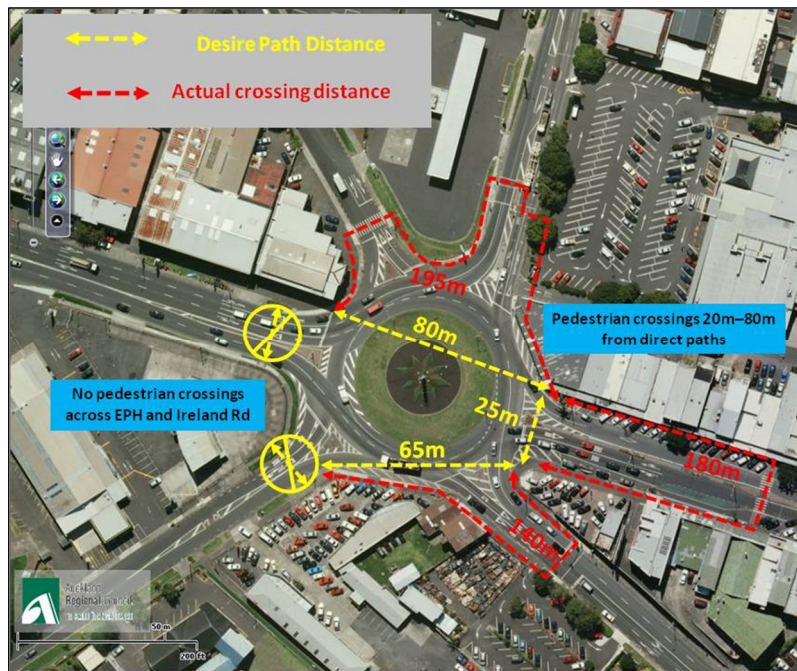 Desire Path Distance
Actual crossing distance
195m
80m
Pedestrian crossings 20m–80m
from direct paths
No pedestrian crossings
across EPH and Ireland Rd
25m
65m
180m
140m
Auckland
Regional Council
50 m
200 ft